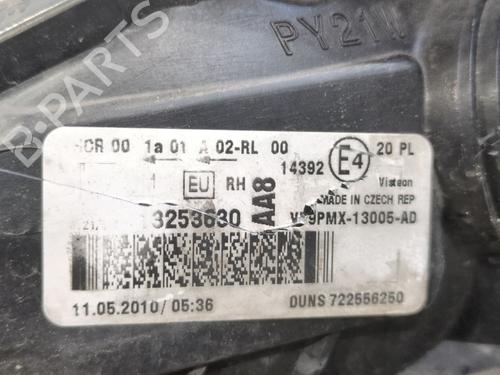 B-PARTS
PY21W
HCR 00 1a 01 A 02-RL 00
14392 E4 20 PL
EU RH
AA8
Visteon
MADE IN CZECH REP
13253630
9PMX-13005-AD
11.05.2010/ 05:36
DUNS 722556250